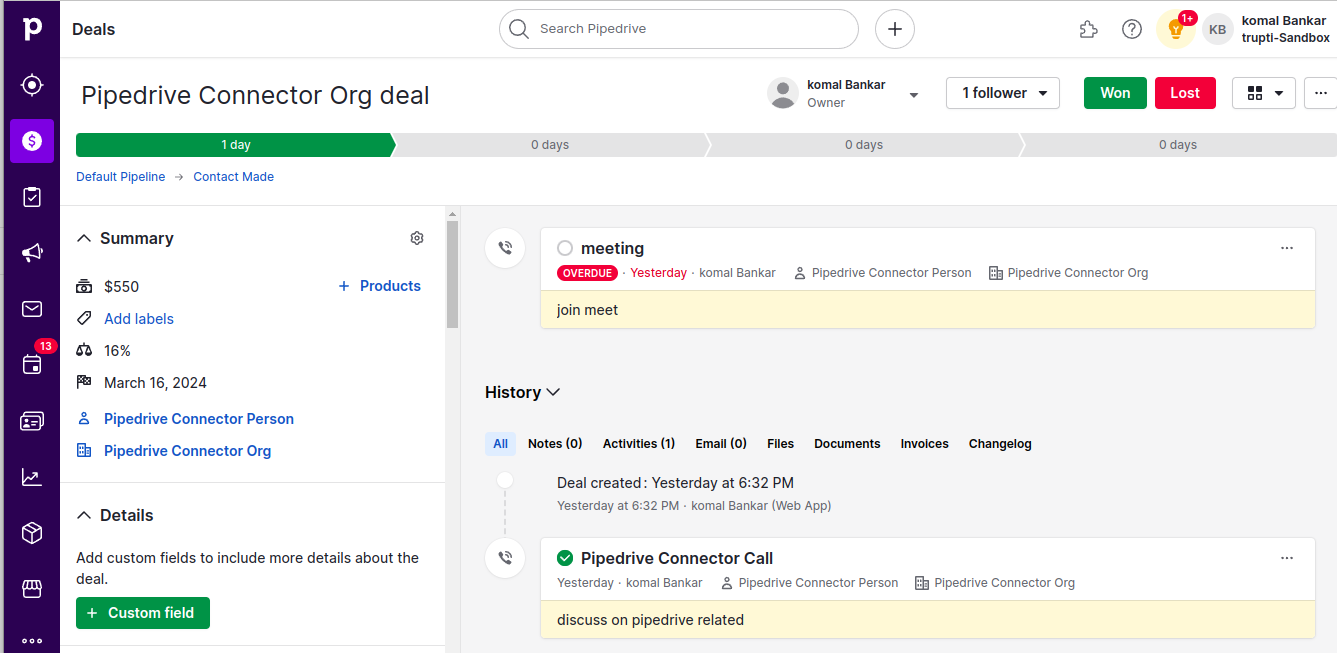 p
Deals
Search Pipedrive
1+
KB
komal Bankar
trupti-Sandbox
Pipedrive Connector Org deal
komal Bankar
Owner
1 follower
Won
Lost
1 day
0 days
0 days
0 days
Default Pipeline → Contact Made
13
Summary
$550
+ Products
Add labels
16%
March 16, 2024
Pipedrive Connector Person
Pipedrive Connector Org
Details
Add custom fields to include more details about the
deal.
+ Custom field
meeting
OVERDUE · Yesterday · komal Bankar Pipedrive Connector Person Pipedrive Connector Org
join meet
History
All Notes (0) Activities (1) Email (0) Files Documents Invoices Changelog
Deal created : Yesterday at 6:32 PM
Yesterday at 6:32 PM · komal Bankar (Web App)
Pipedrive Connector Call
Yesterday · komal Bankar Pipedrive Connector Person Pipedrive Connector Org
discuss on pipedrive related